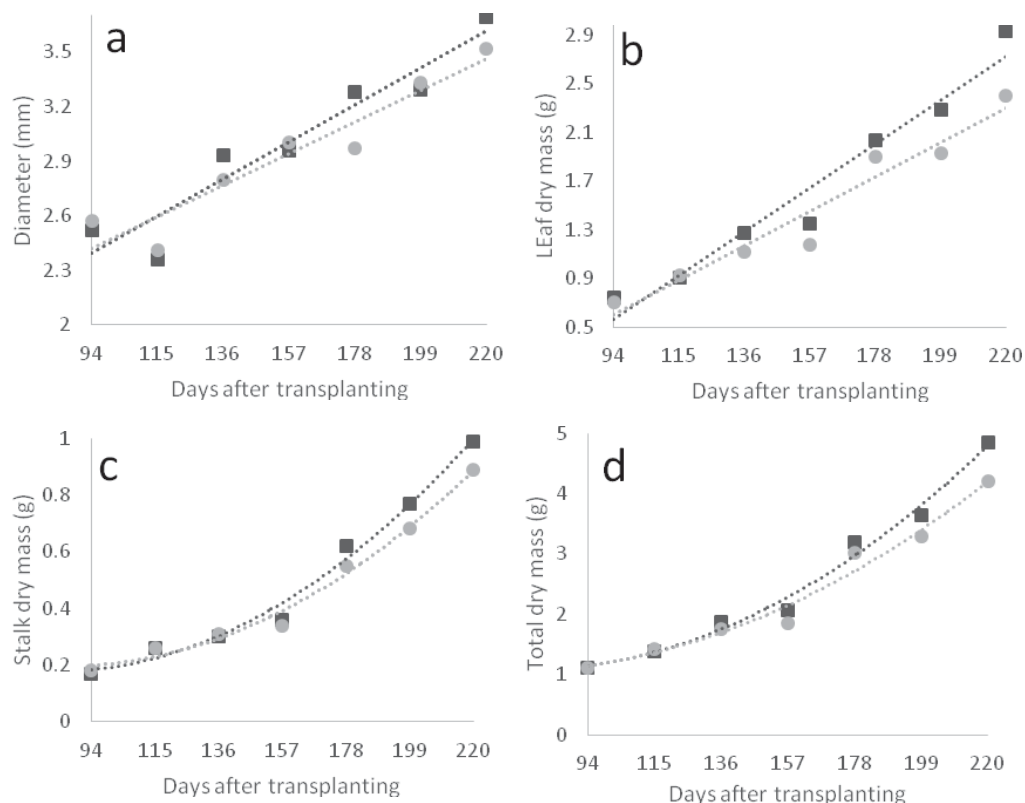 a
Diameter (mm)
3.5
3.2
2.9
2.6
2.3
2
94 115 136 157 178 199 220
Days after transplanting
b
LEaf dry mass (g)
2.9
2.5
2.1
1.7
1.3
0.9
0.5
94 115 136 157 178 199 220
Days after transplanting
c
Stalk dry mass (g)
1
0.8
0.6
0.4
0.2
0
94 115 136 157 178 199 220
Days after transplanting
d
Total dry mass (g)
5
4
3
2
1
0
94 115 136 157 178 199 220
Days after transplanting